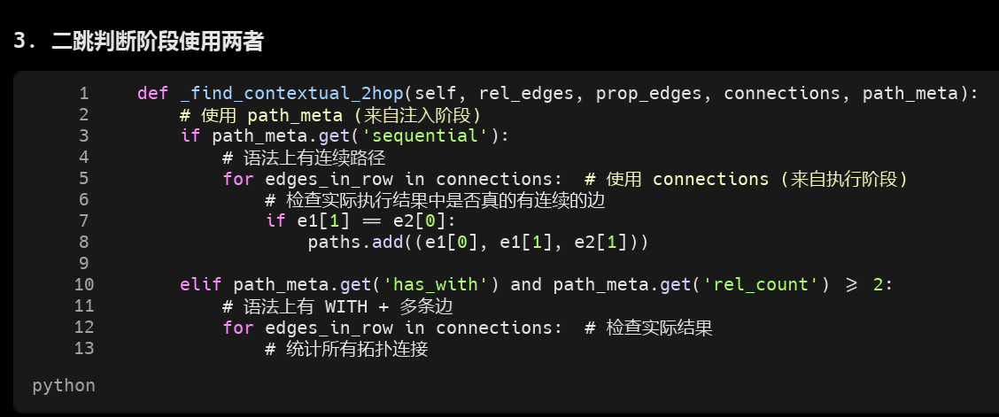 3. 二跳判断阶段使用两者
1 def _find_contextual_2hop(self, rel_edges, prop_edges, connections, path_meta):
2 # 使用 path_meta (来自注入阶段)
3 if path_meta.get('sequential'):
4 # 语法上有连续路径
5 for edges_in_row in connections:  # 使用 connections (来自执行阶段)
6 # 检查实际执行结果中是否真的有连续的边
7 if e1[1] == e2[0]:
8 paths.add((e1[0], e1[1], e2[1]))
9
10 elif path_meta.get('has_with') and path_meta.get('rel_count') >= 2:
11 # 语法上有 WITH + 多条边
12 for edges_in_row in connections:  # 检查实际结果
13 # 统计所有拓扑连接
python